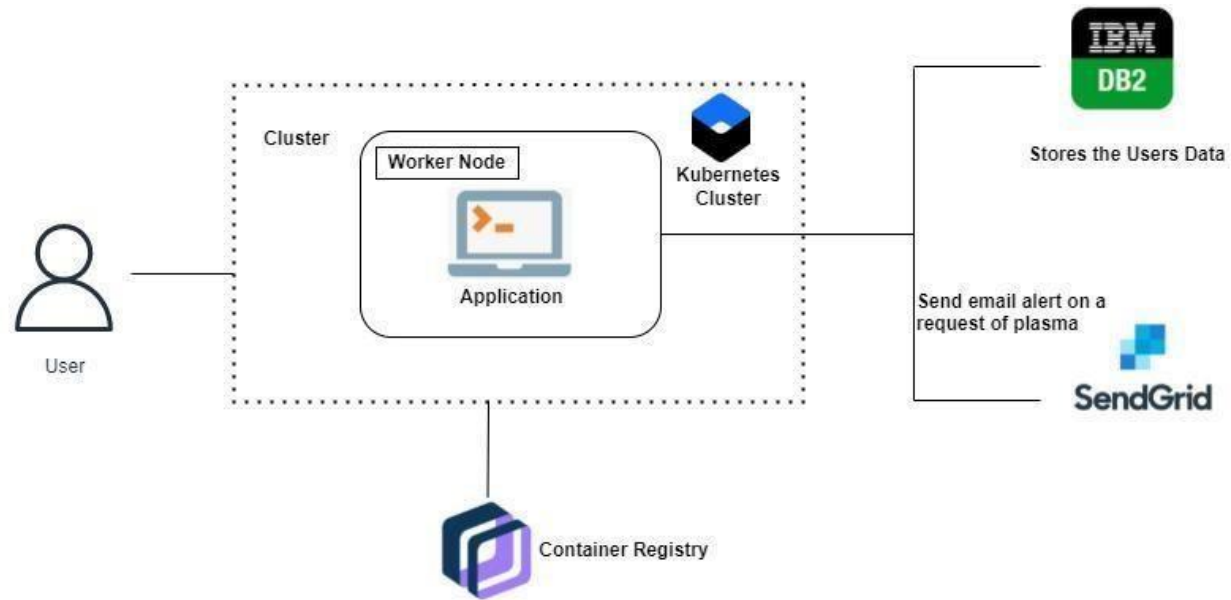 IBM
DB2
Stores the Users Data
Cluster
Worker Node
Kubernetes
Cluster
Application
User
Send email alert on a
request of plasma
SendGrid
Container Registry